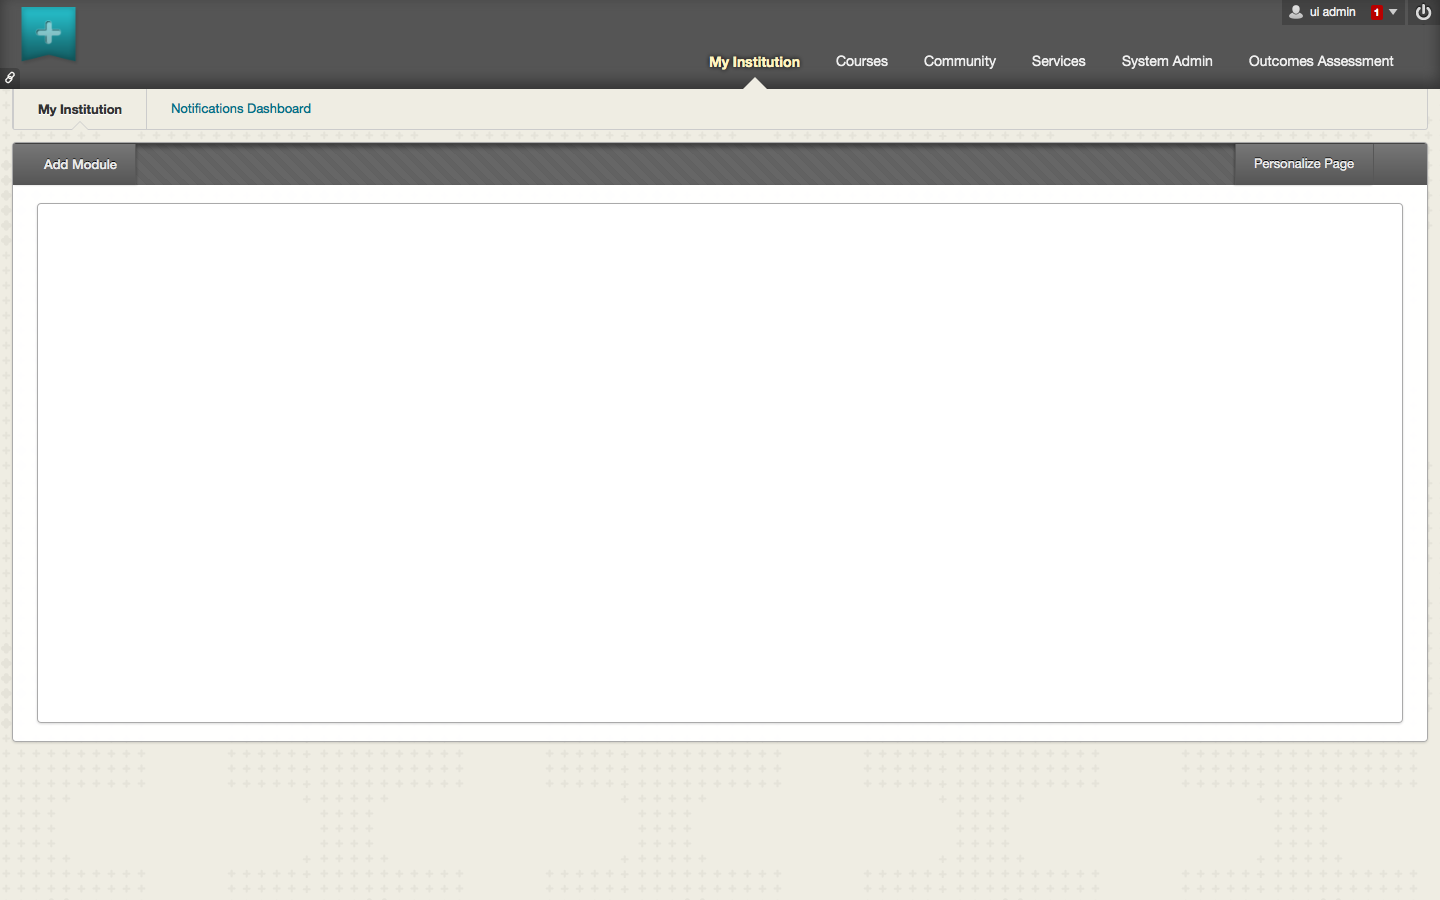 ui admin 1
My Institution Courses Community Services System Admin Outcomes Assessment
My Institution Notifications Dashboard
Add Module Personalize Page